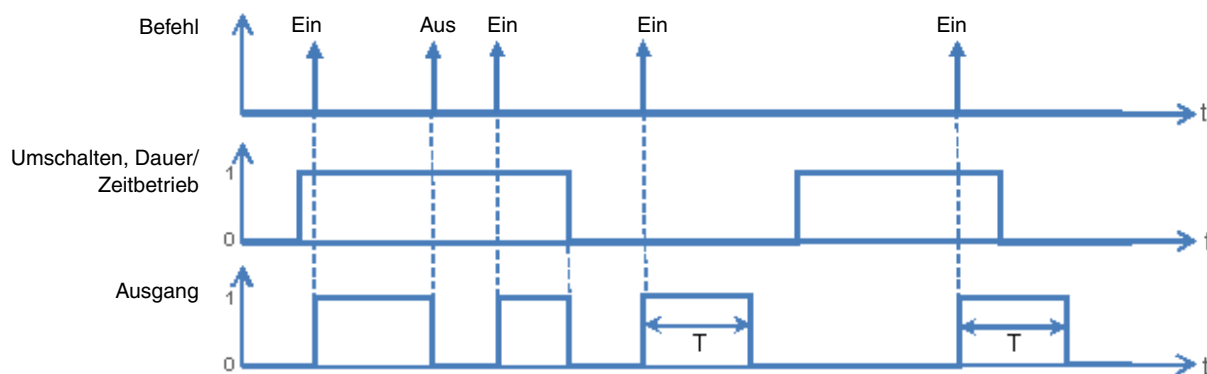 Befehl Ein Aus Ein Ein Ein
t
Umschalten, Dauer/
Zeitbetrieb
1
0 t
Ausgang
1
T T
0 t